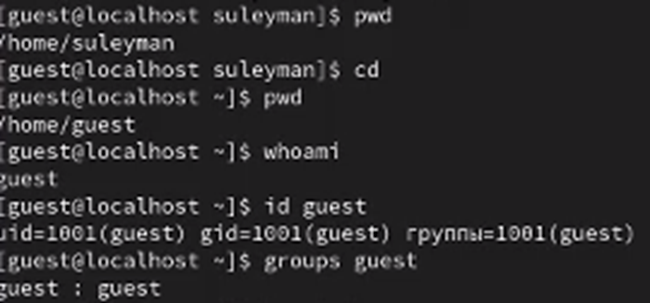 [guest@localhost suleyman]$ pwd
/home/suleyman
[guest@localhost suleyman]$ cd
[guest@localhost ~]$ pwd
/home/guest
[guest@localhost ~]$ whoami
guest
[guest@localhost ~]$ id guest
uid=1001(guest) gid=1001(guest) группы=1001(guest)
[guest@localhost ~]$ groups guest
guest : guest